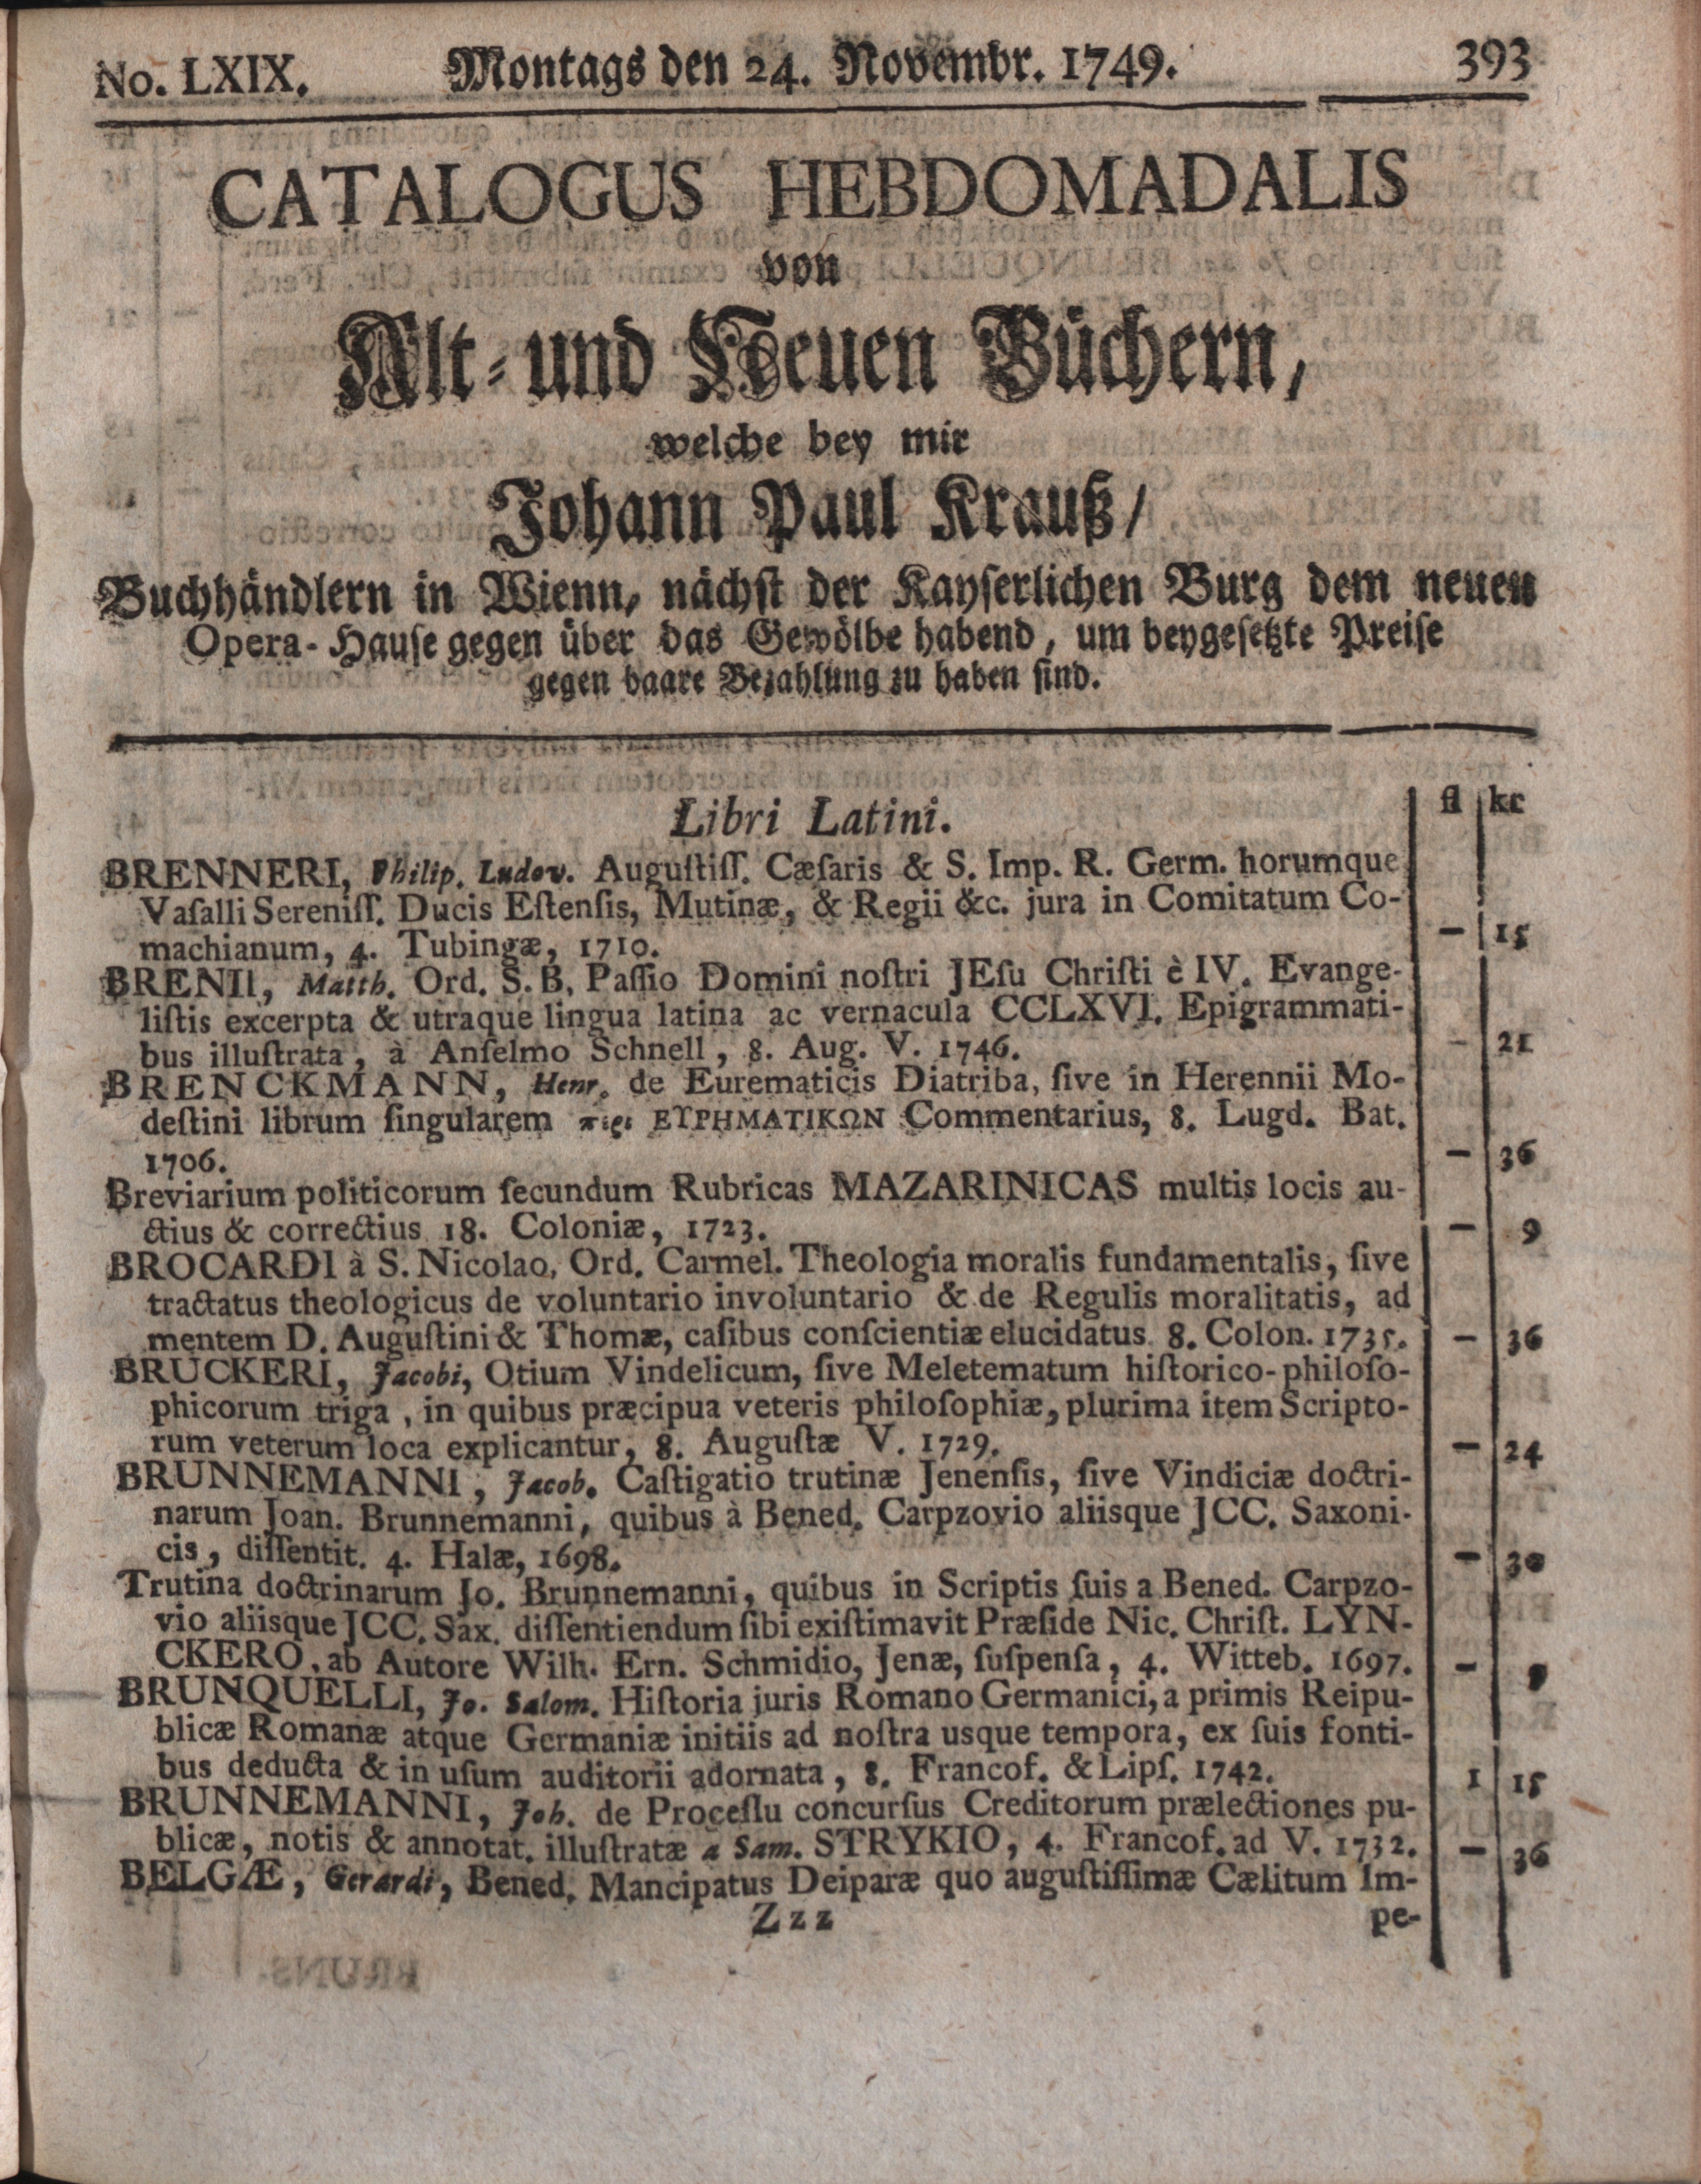 No. LXIX. Montags den 24. Novembr. 1749. 393
CATALOGUS HEBDOMADALIS
von
Alt- und Neuen Büchern,
welche bey mir
Johann Paul Krauß/
Buchhändlern in Wienn, nächst der Kayserlichen Burg dem neuen
Opera-Hause gegen über das Gewölbe habend, um beygesetzte Preise
gegen baare Bezahlung zu haben sind.
Libri Latini. fl kr
BRENNERI, Philip. Ludov. Auguſtiſſ. Cæſaris & S. Imp. R. Germ. horumque
Vaſalli Sereniſſ. Ducis Eſtenſis, Mutinæ, & Regii &c. jura in Comitatum Co-
machianum, 4. Tubingæ, 1710. — 15
BRENII, Matth. Ord. S. B. Paſſio Domini noſtri JEſu Chriſti è IV. Evange-
liſtis excerpta & utraque lingua latina ac vernacula CCLXVI. Epigrammati-
bus illuſtrata, à Anſelmo Schnell, 8. Aug. V. 1746. — 21
BRENCKMANN, Henr. de Eurematicis Diatriba, ſive in Herennii Mo-
deſtini librum ſingularem πεϱι ΕΥΡΗΜΑΤΙΚΩΝ Commentarius, 8. Lugd. Bat.
1706. — 36
Breviarium politicorum ſecundum Rubricas MAZARINICAS multis locis au-
ctius & correctius 18. Coloniæ, 1723. — 9
BROCARDI à S. Nicolao, Ord. Carmel. Theologia moralis fundamentalis, ſive
tractatus theologicus de voluntario involuntario & de Regulis moralitatis, ad
mentem D. Auguſtini & Thomæ, caſibus conſcientiæ elucidatus. 8. Colon. 1735. — 36
BRUCKERI, Jacobi, Otium Vindelicum, ſive Meletematum hiſtorico-philoſo-
phicorum triga, in quibus præcipua veteris philoſophiæ, plurima item Scripto-
rum veterum loca explicantur, 8. Auguſtæ V. 1729. — 24
BRUNNEMANNI, Jacob. Caſtigatio trutinæ Jenenſis, ſive Vindiciæ doctri-
narum Joan. Brunnemanni, quibus à Bened. Carpzovio aliisque JCC. Saxoni-
cis, diſſentit. 4. Halæ, 1698. — 30
Trutina doctrinarum Jo. Brunnemanni, quibus in Scriptis ſuis a Bened. Carpzo-
vio aliisque JCC. Sax. diſſentiendum ſibi exiſtimavit Præſide Nic. Chriſt. LYN-
CKERO, ab Autore Wilh. Ern. Schmidio, Jenæ, ſuſpenſa, 4. Witteb. 1697. —
BRUNQUELLI, Jo. Salom. Hiſtoria juris Romano Germanici, a primis Reipu-
blicæ Romanæ atque Germaniæ initiis ad noſtra usque tempora, ex ſuis fonti-
bus deducta & in uſum auditorii adornata, 8. Francof. & Lipſ. 1742. 1 15
BRUNNEMANNI, Joh. de Proceſſu concurſus Creditorum prælectiones pu-
blicæ, notis & annotat. illuſtratæ a Sam. STRYKIO, 4. Francof. ad V. 1732. — 36
BELGÆ, Gerardi, Bened. Mancipatus Deiparæ quo auguſtiſſimæ Cælitum Im-
Zzz pe-